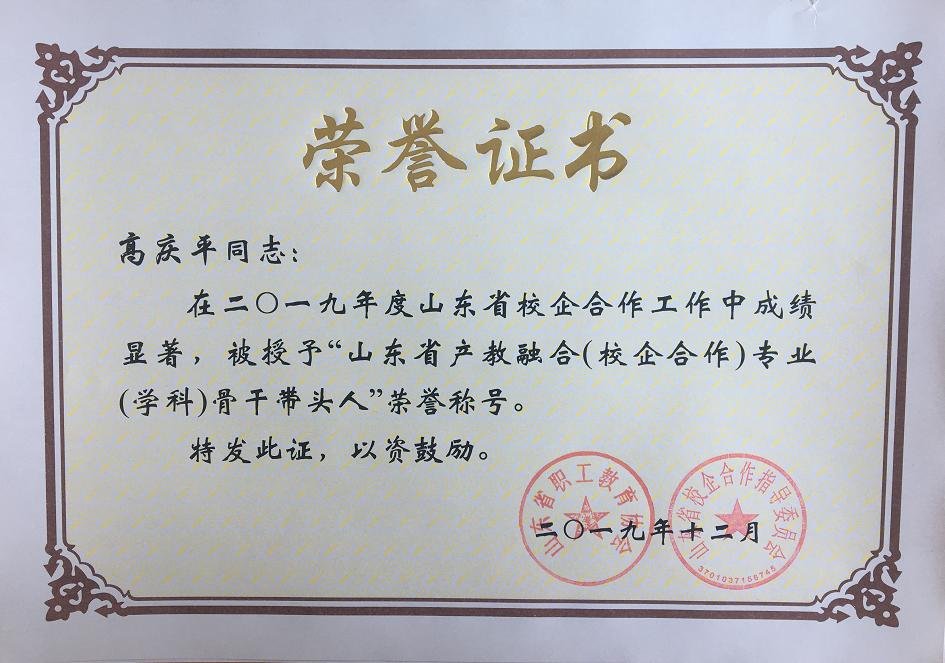 荣誉证书
高庆平同志：
在二〇一九年度山东省校企合作工作中成绩
显著，被授予“山东省产教融合(校企合作)专业
(学科)骨干带头人”荣誉称号。
特发此证，以资鼓励。
山东省职工教育协会
山东省校企合作指导委员会
二〇一九年十二月
3701037156745